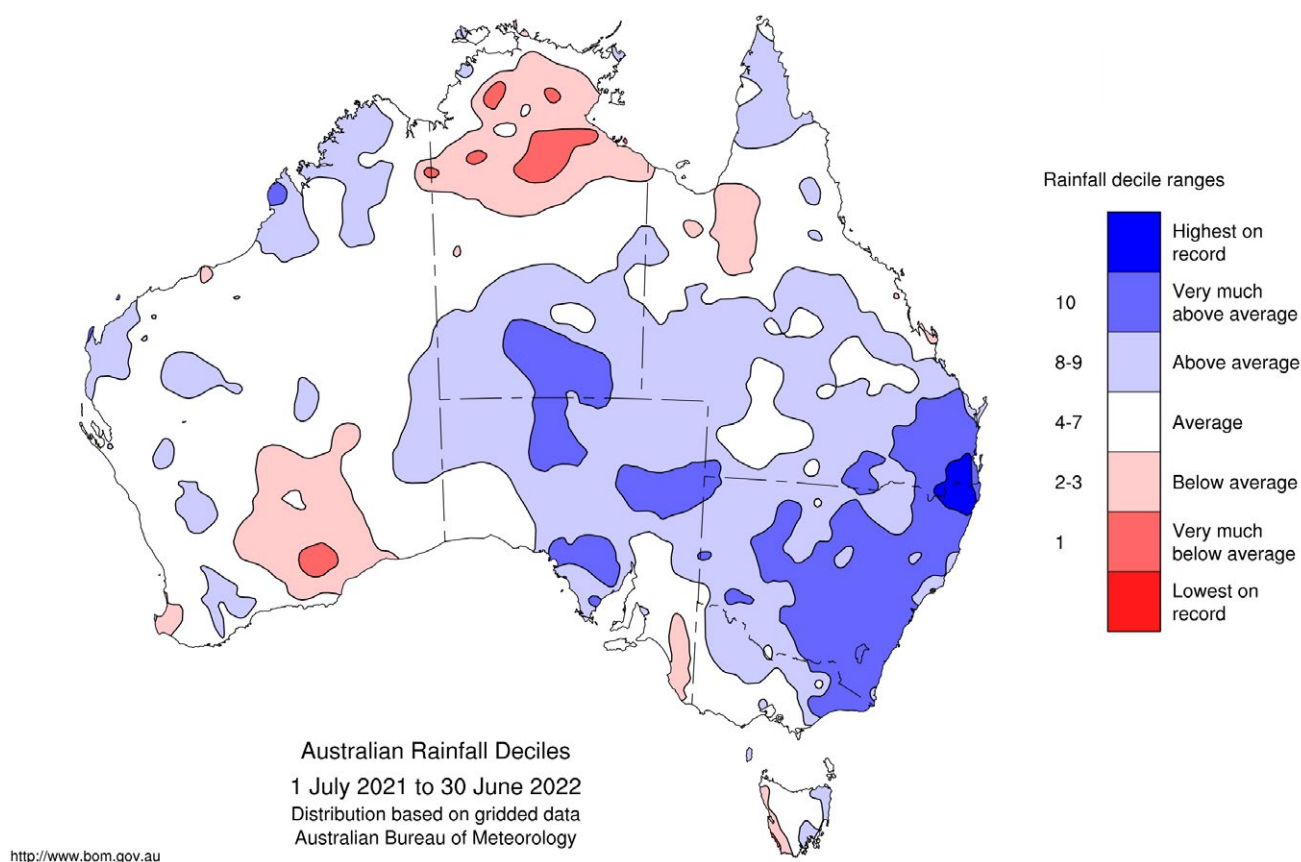 Rainfall decile ranges
Highest on
record
10
Very much
above average
8-9
Above average
4-7
Average
2-3
Below average
1
Very much
below average
Lowest on
record
Australian Rainfall Deciles
1 July 2021 to 30 June 2022
Distribution based on gridded data
Australian Bureau of Meteorology
http://www.bom.gov.au